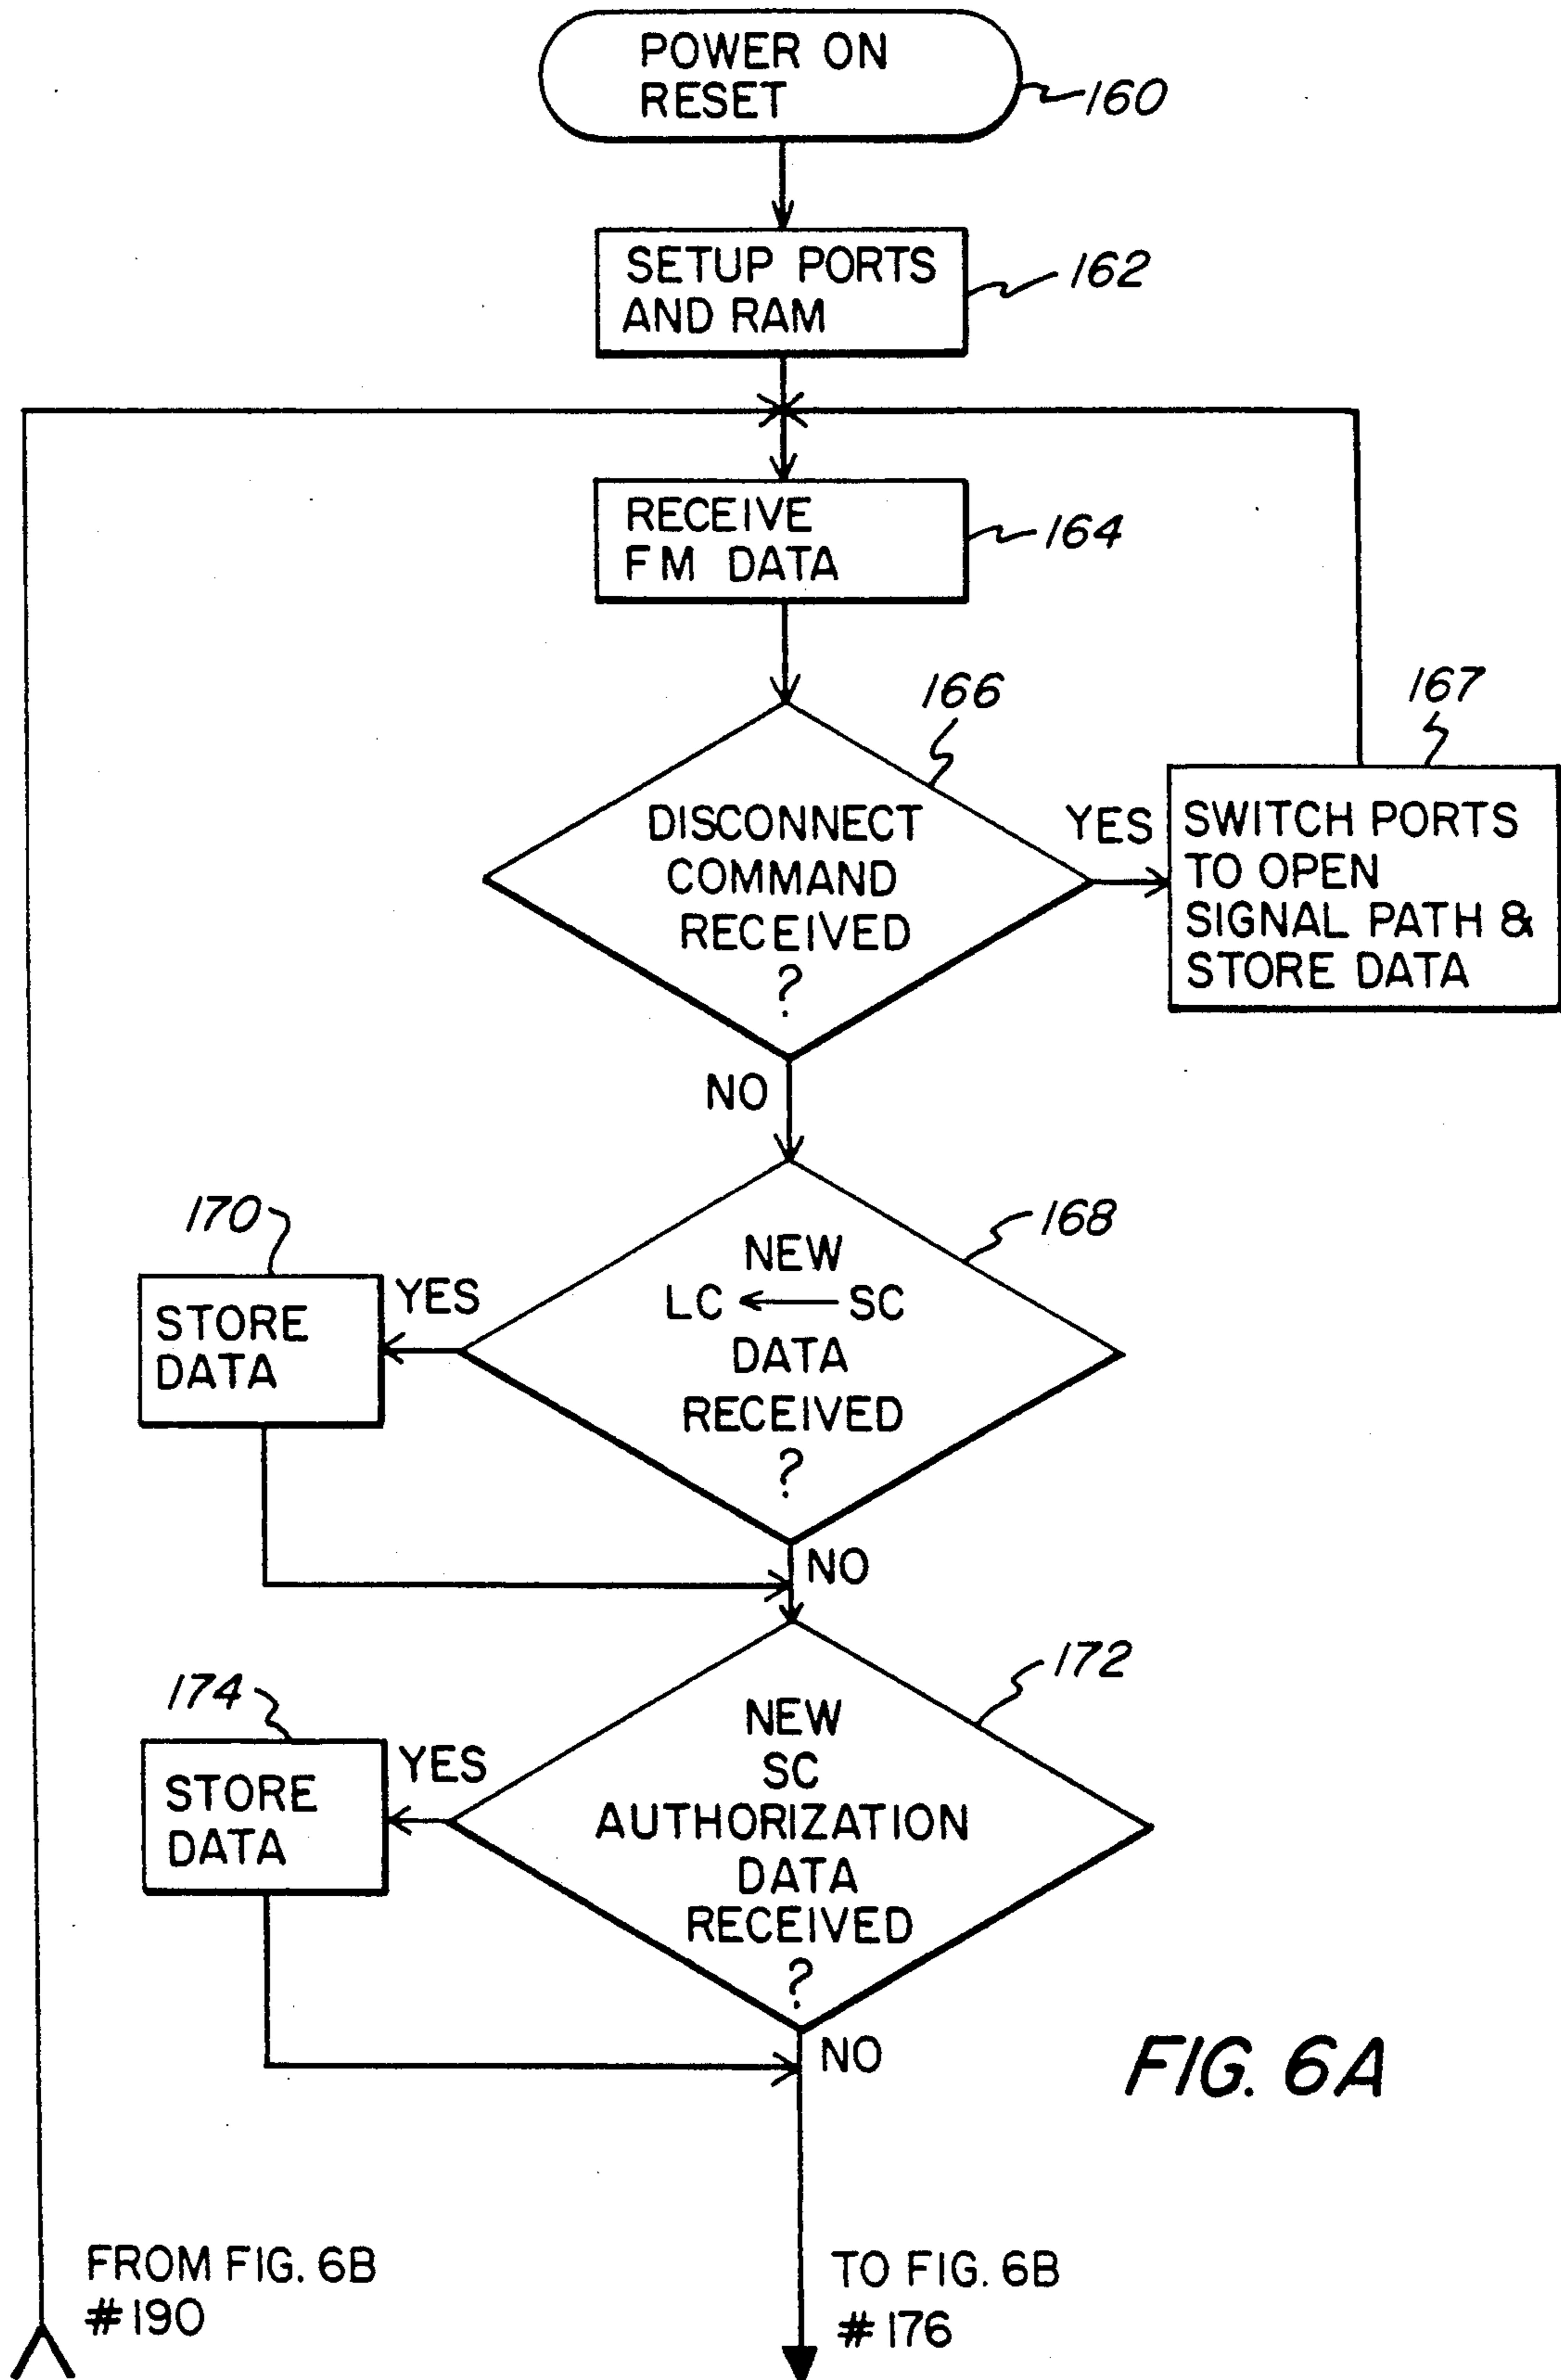 POWER ON
RESET
160
SETUP PORTS
AND RAM
162
RECEIVE
FM DATA
164
166
167
DISCONNECT
COMMAND
RECEIVED
?
YES
SWITCH PORTS
TO OPEN
SIGNAL PATH &
STORE DATA
NO
170
168
NEW
LC ← SC
DATA
RECEIVED
?
YES
STORE
DATA
NO
174
172
NEW
SC
AUTHORIZATION
DATA
RECEIVED
?
YES
STORE
DATA
NO
FIG. 6A
FROM FIG. 6B
#190
TO FIG. 6B
#176